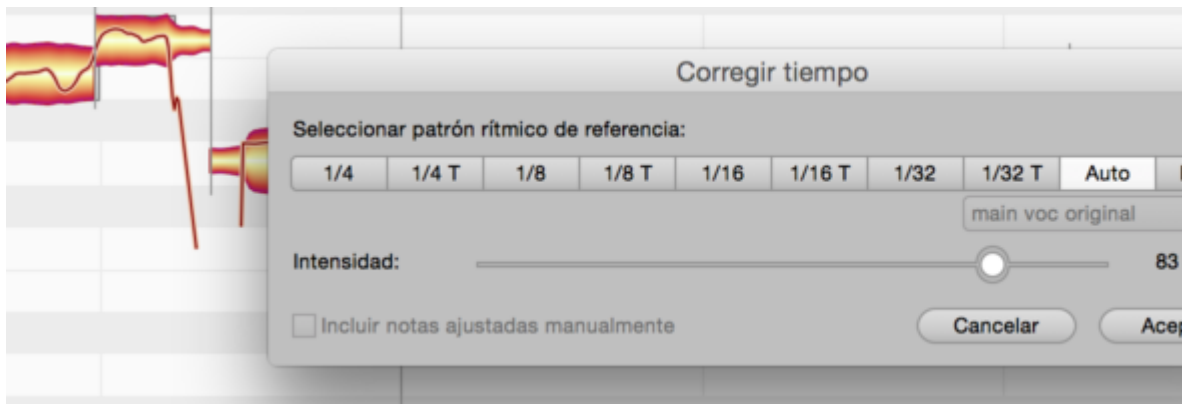 Corregir tiempo
Seleccionar patrón rítmico de referencia:
1/4 1/4 T 1/8 1/8 T 1/16 1/16 T 1/32 1/32 T Auto
main voc original
Intensidad: 83
Incluir notas ajustadas manualmente Cancelar